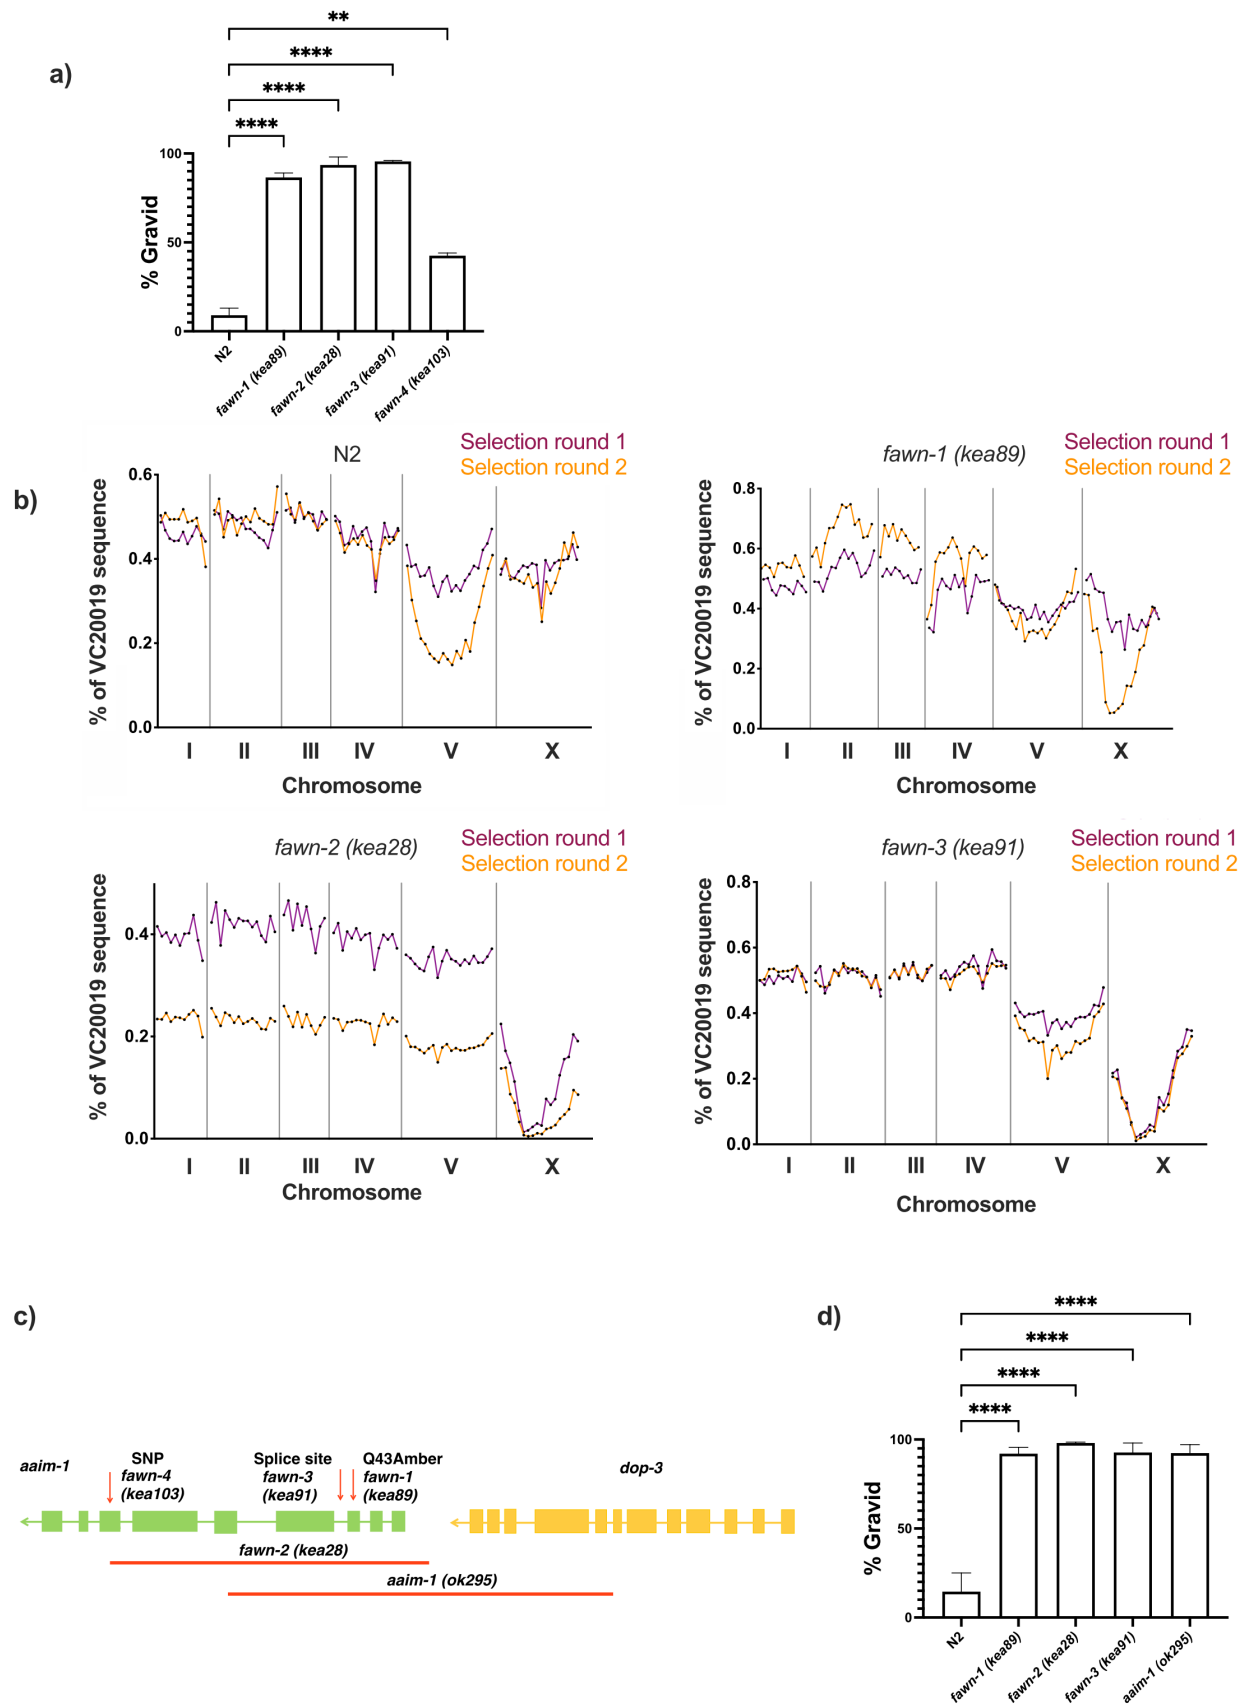 a)
**
****
****
****
% Gravid
100
50
0
N2
fawn-1 (kea89)
fawn-2 (kea28)
fawn-3 (kea91)
fawn-4 (kea103)
b)
N2
Selection round 1
Selection round 2
% of VC20019 sequence
0.6
0.4
0.2
0.0
I II III IV V X
Chromosome
fawn-1 (kea89)
Selection round 1
Selection round 2
% of VC20019 sequence
0.8
0.6
0.4
0.2
0.0
I II III IV V X
Chromosome
fawn-2 (kea28)
Selection round 1
Selection round 2
% of VC20019 sequence
0.4
0.2
0.0
I II III IV V X
Chromosome
fawn-3 (kea91)
Selection round 1
Selection round 2
% of VC20019 sequence
0.8
0.6
0.4
0.2
0.0
I II III IV V X
Chromosome
c)
aaim-1
SNP
fawn-4
(kea103)
Splice site
fawn-3
(kea91)
Q43Amber
fawn-1
(kea89)
dop-3
fawn-2 (kea28)
aaim-1 (ok295)
d)
****
****
****
****
% Gravid
100
50
0
N2
fawn-1 (kea89)
fawn-2 (kea28)
fawn-3 (kea91)
aaim-1 (ok295)